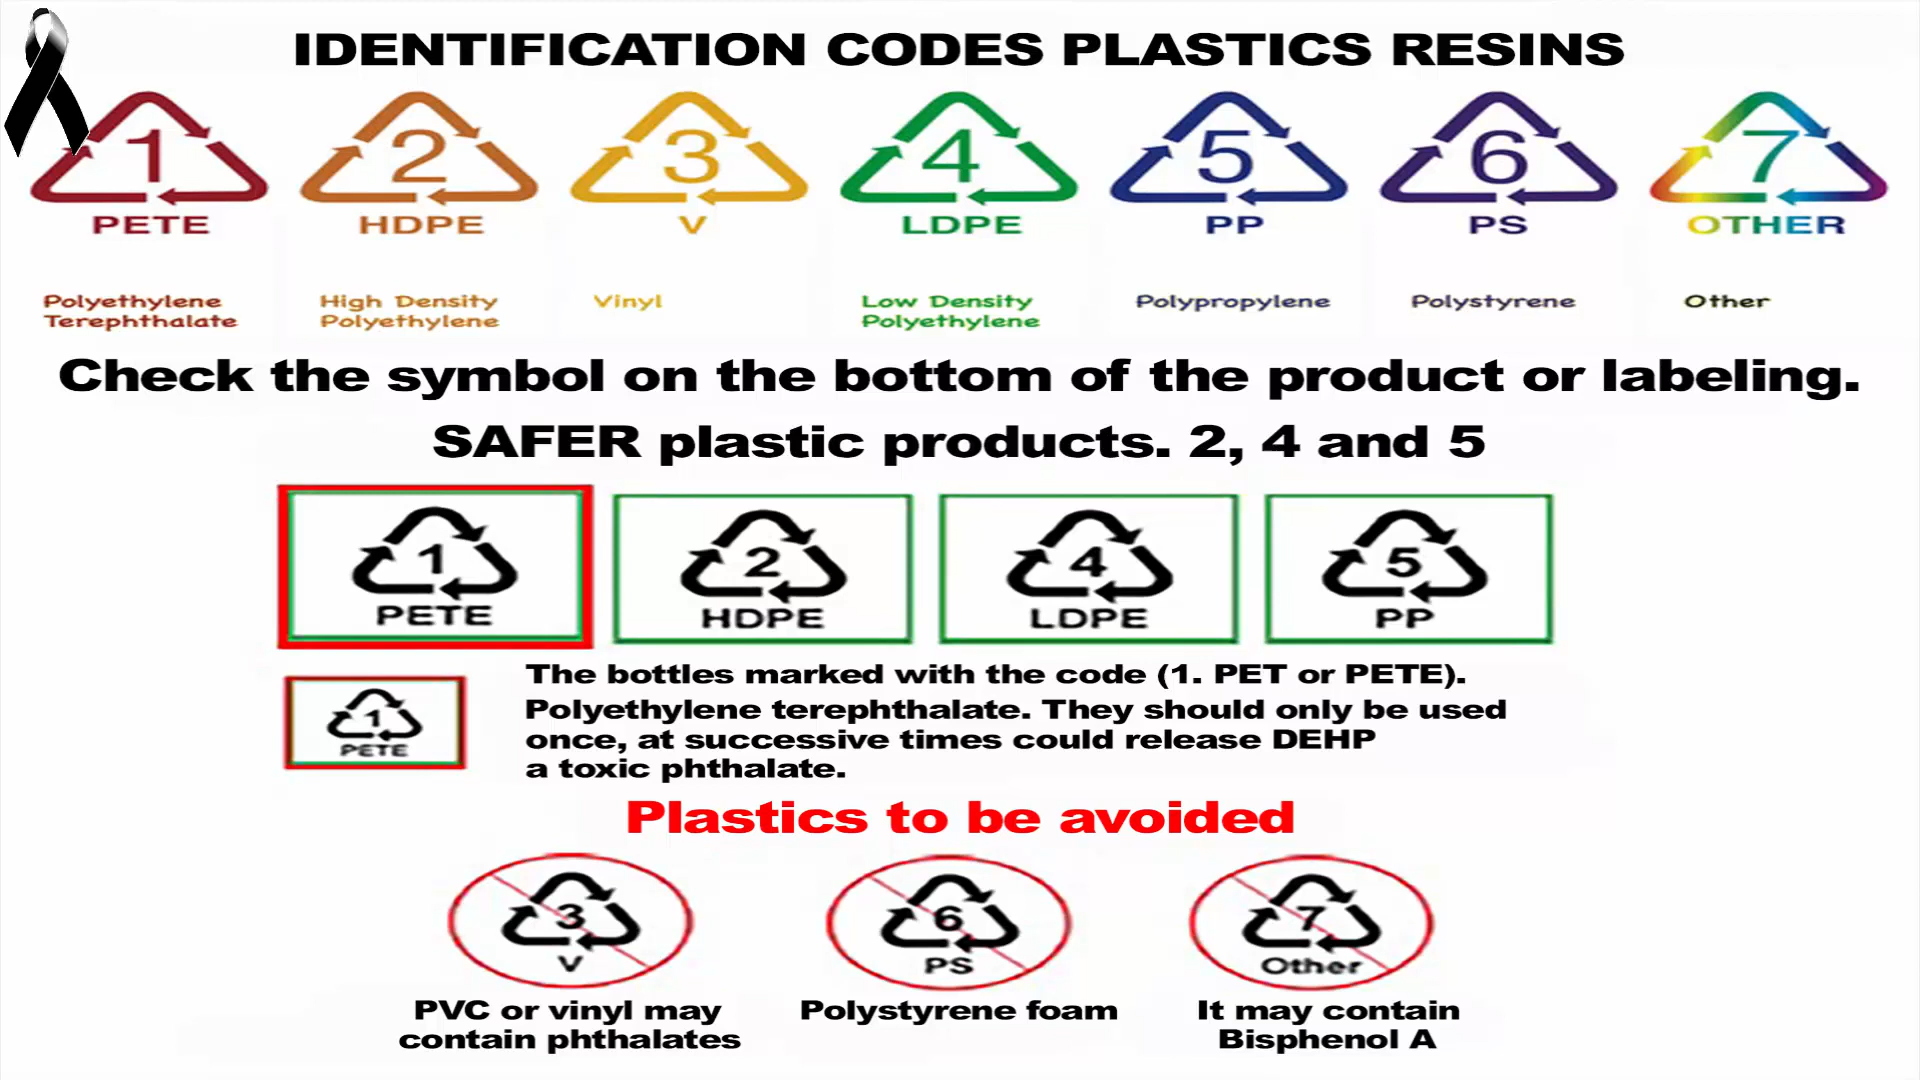 IDENTIFICATION CODES PLASTICS RESINS
1 2 3 4 5 6 7
PETE HDPE V LDPE PP PS OTHER
Polyethylene Terephthalate
High Density Polyethylene
Vinyl
Low Density Polyethylene
Polypropylene
Polystyrene
Other
Check the symbol on the bottom of the product or labeling.
SAFER plastic products. 2, 4 and 5
1 2 4 5
PETE HDPE LDPE PP
1
PETE
The bottles marked with the code (1. PET or PETE).
Polyethylene terephthalate. They should only be used
once, at successive times could release DEHP
a toxic phthalate.
Plastics to be avoided
3 6 7
V PS Other
PVC or vinyl may
contain phthalates
Polystyrene foam
It may contain
Bisphenol A